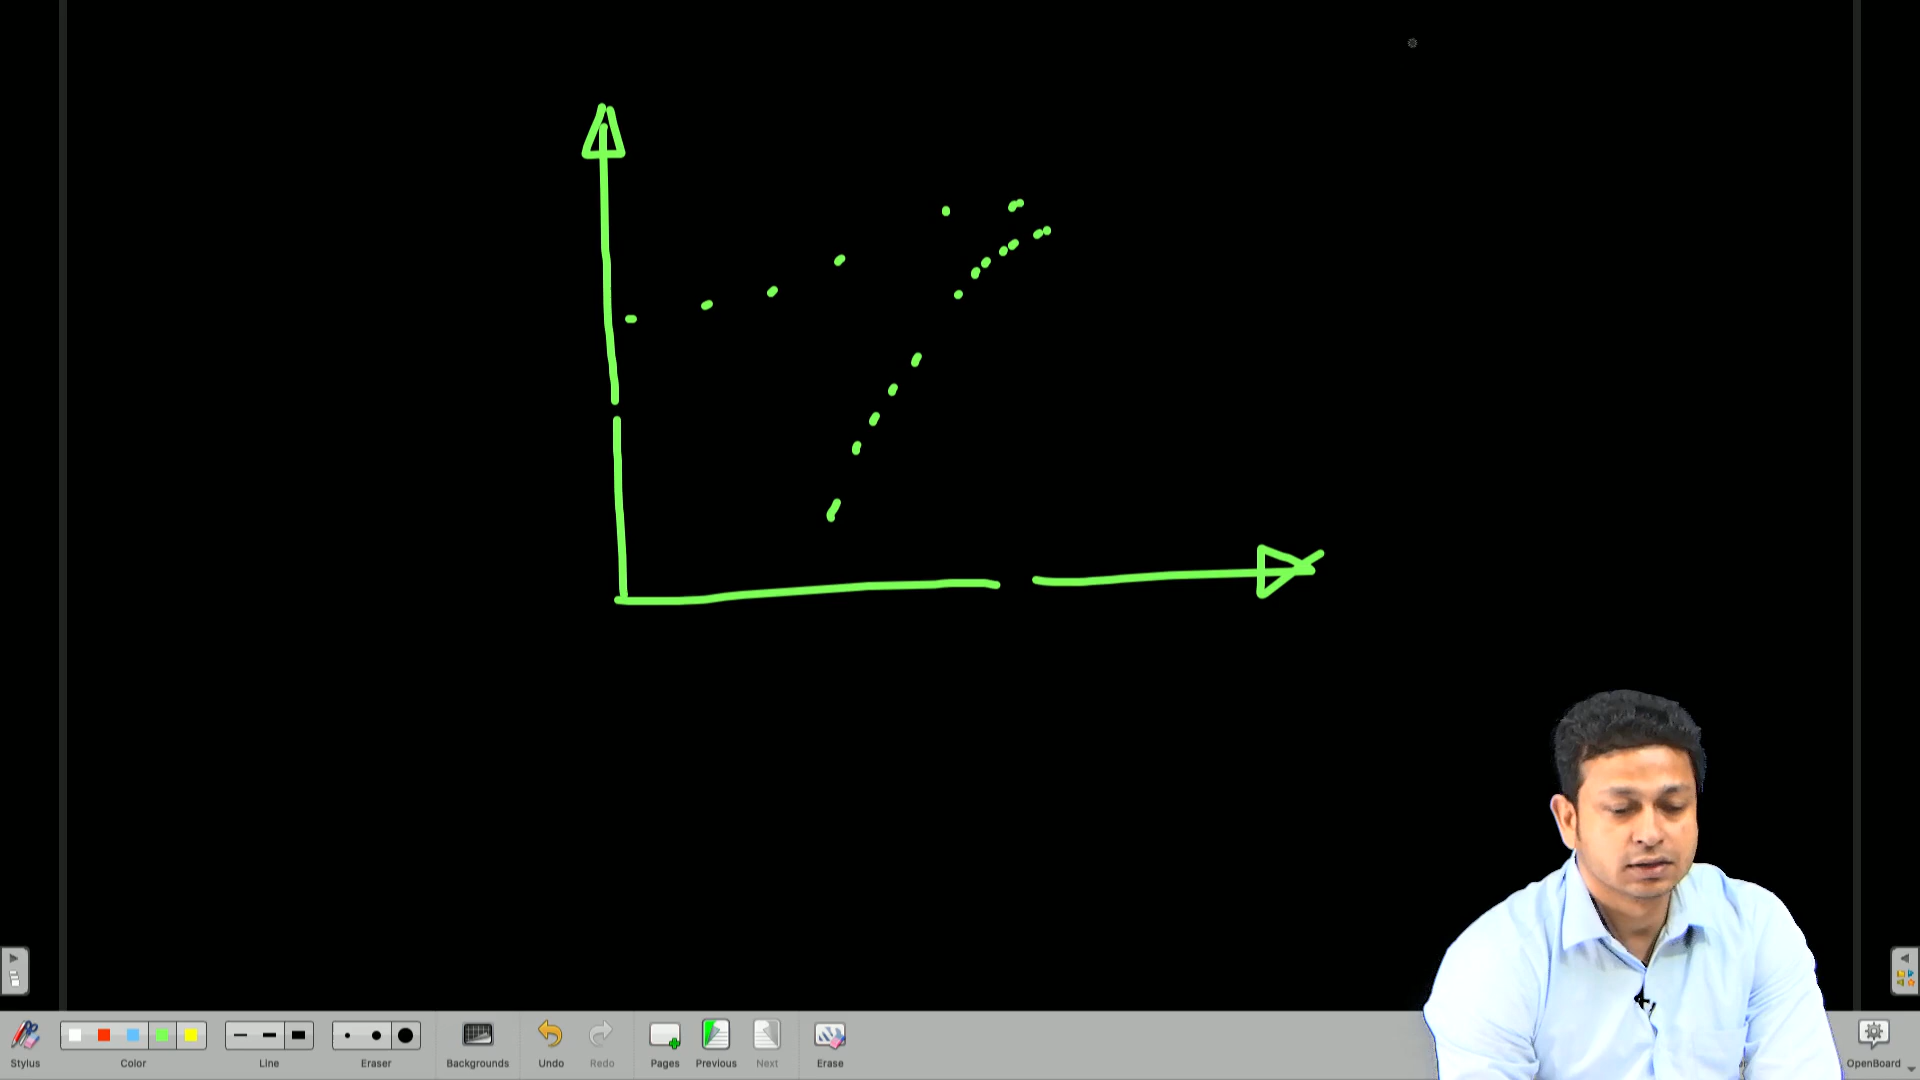 Stylus
Color
Line
Eraser
Backgrounds
Undo
Redo
Pages
Previous
Next
Erase
OpenBoard